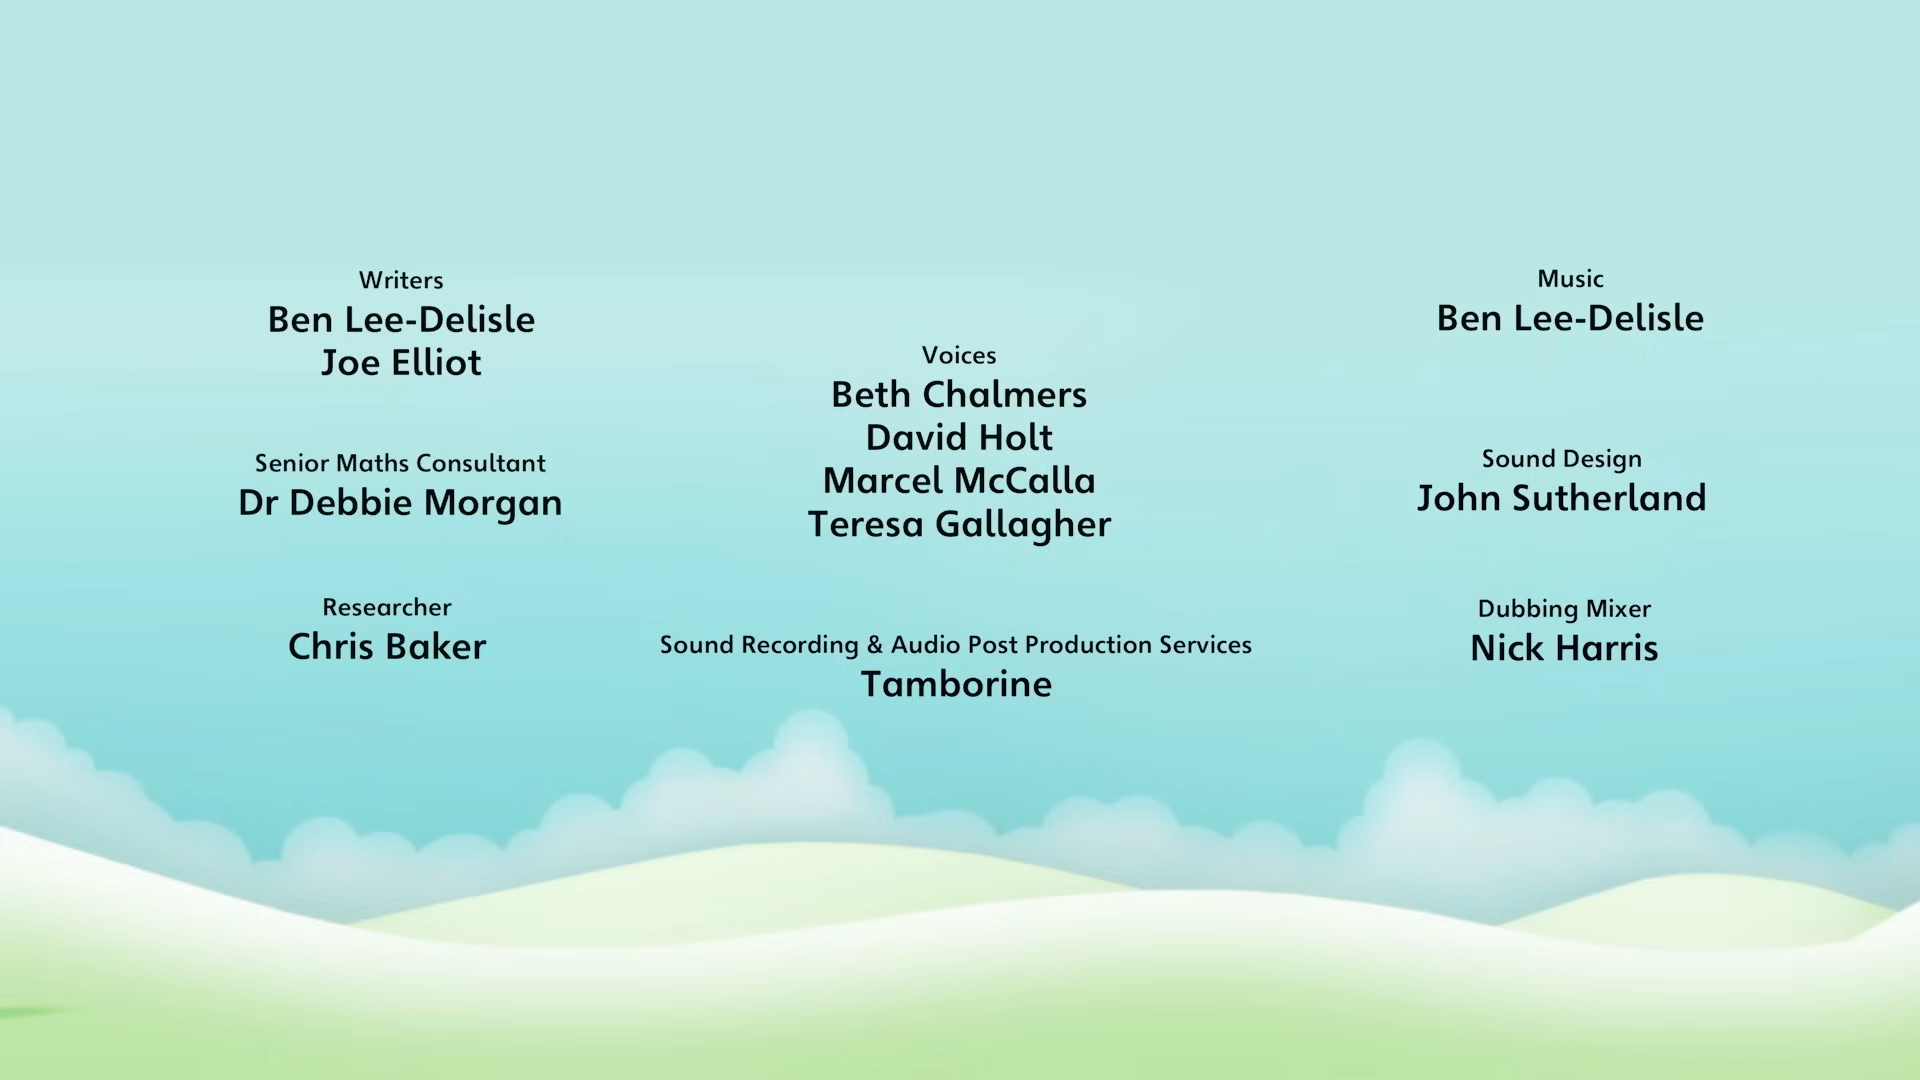 Writers
Ben Lee-Delisle
Joe Elliot
Senior Maths Consultant
Dr Debbie Morgan
Researcher
Chris Baker
Voices
Beth Chalmers
David Holt
Marcel McCalla
Teresa Gallagher
Sound Recording & Audio Post Production Services
Tamborine
Music
Ben Lee-Delisle
Sound Design
John Sutherland
Dubbing Mixer
Nick Harris